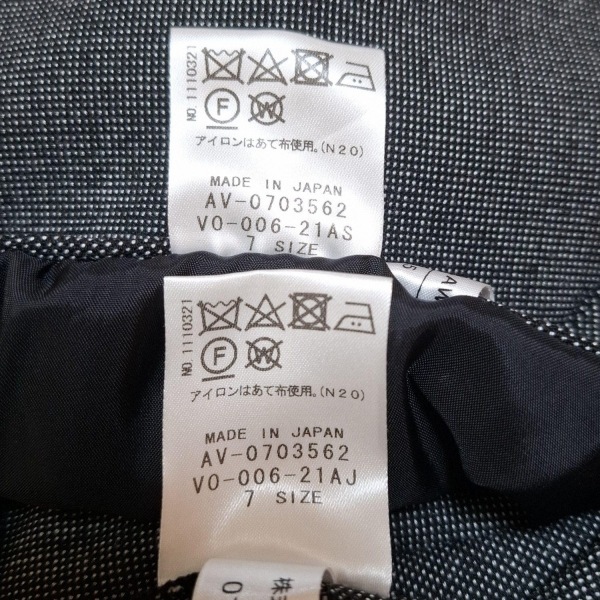 NO.1110321
F
W
アイロンはあて布使用。(N20)
MADE IN JAPAN
AV-0703562
V0-006-21AS
7 SIZE
NO.1110321
F
W
アイロンはあて布使用。(N20)
MADE IN JAPAN
AV-0703562
V0-006-21AJ
7 SIZE